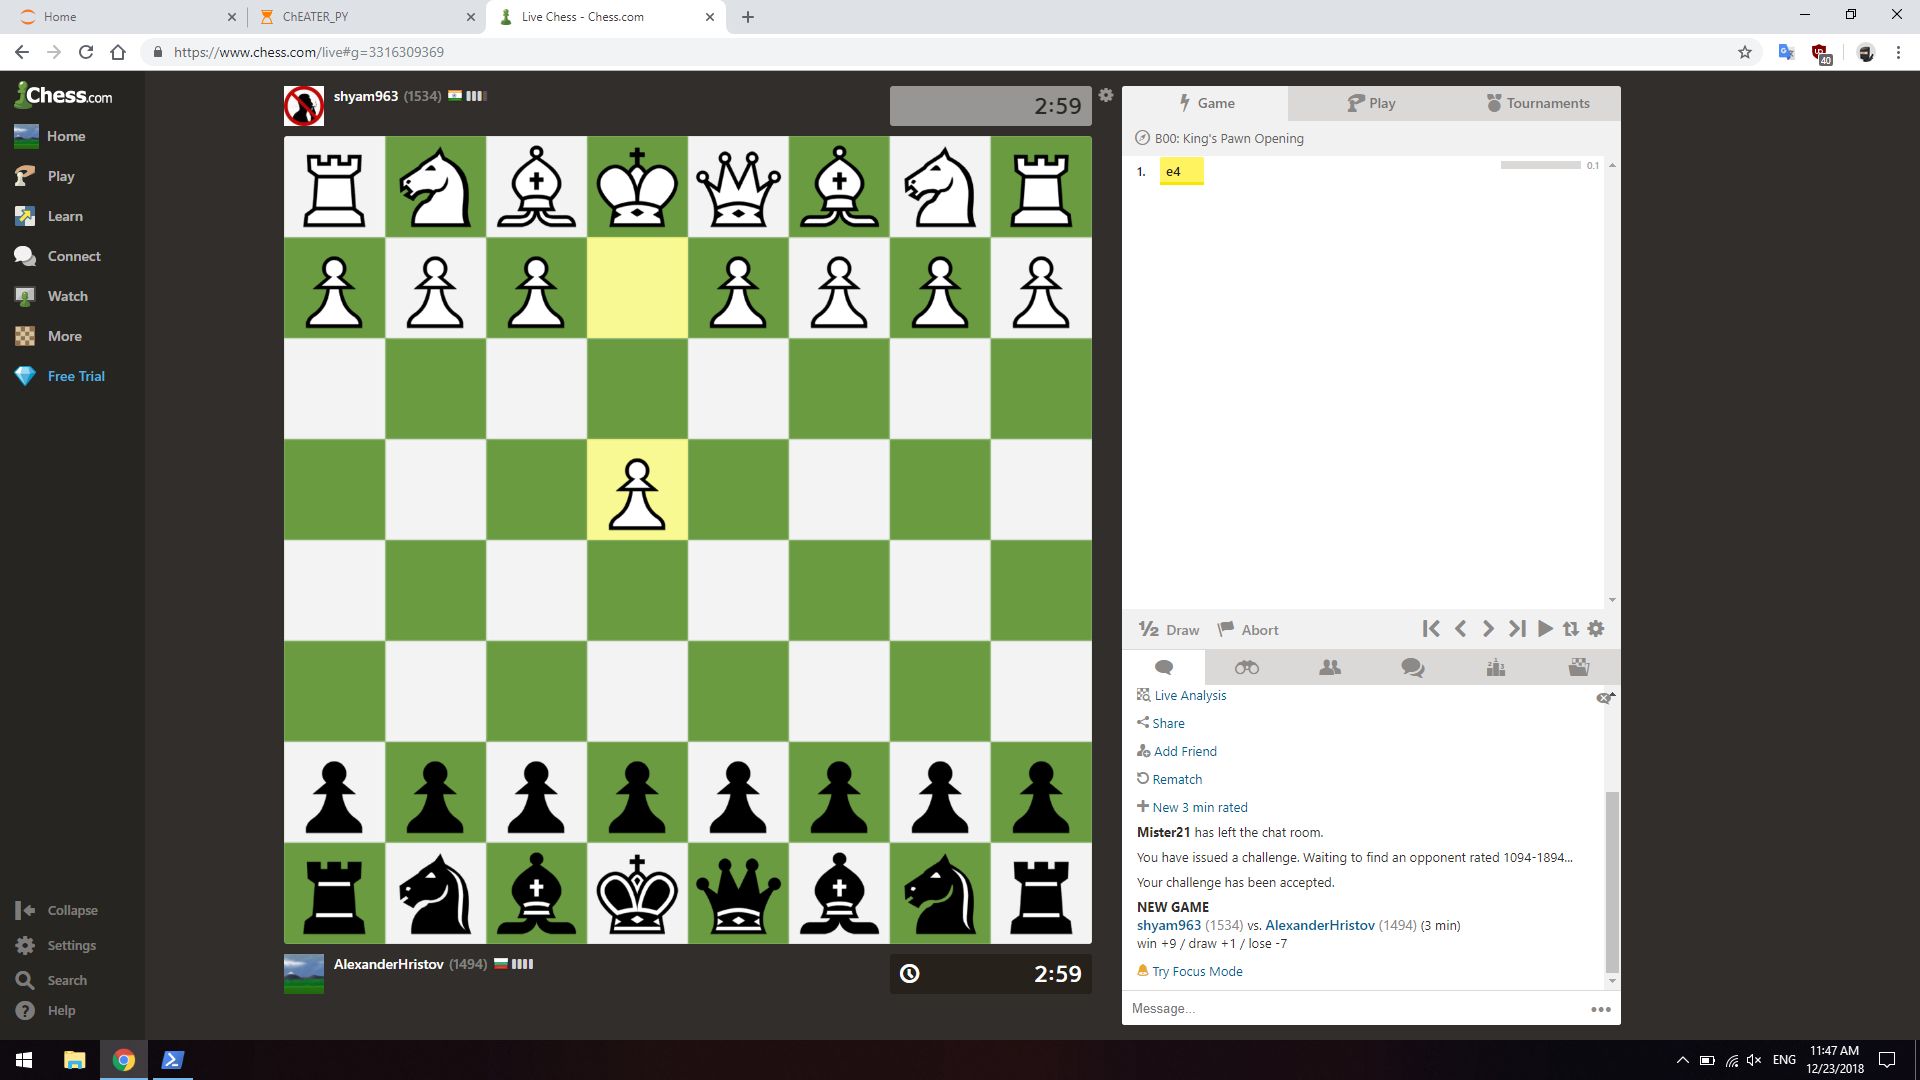 Home
ChEATER_PY
Live Chess - Chess.com
https://www.chess.com/live#g=3316309369
40
Chess.com
Home
Play
Learn
Connect
Watch
More
Free Trial
Collapse
Settings
Search
Help
shyam963 (1534)
2:59
AlexanderHristov (1494)
2:59
Game
Play
Tournaments
B00: King's Pawn Opening
1. e4
0.1
½ Draw
Abort
Live Analysis
Share
Add Friend
Rematch
New 3 min rated
Mister21 has left the chat room.
You have issued a challenge. Waiting to find an opponent rated 1094-1894...
Your challenge has been accepted.
NEW GAME
shyam963 (1534) vs. AlexanderHristov (1494) (3 min)
win +9 / draw +1 / lose -7
Try Focus Mode
Message...
ENG
11:47 AM
12/23/2018